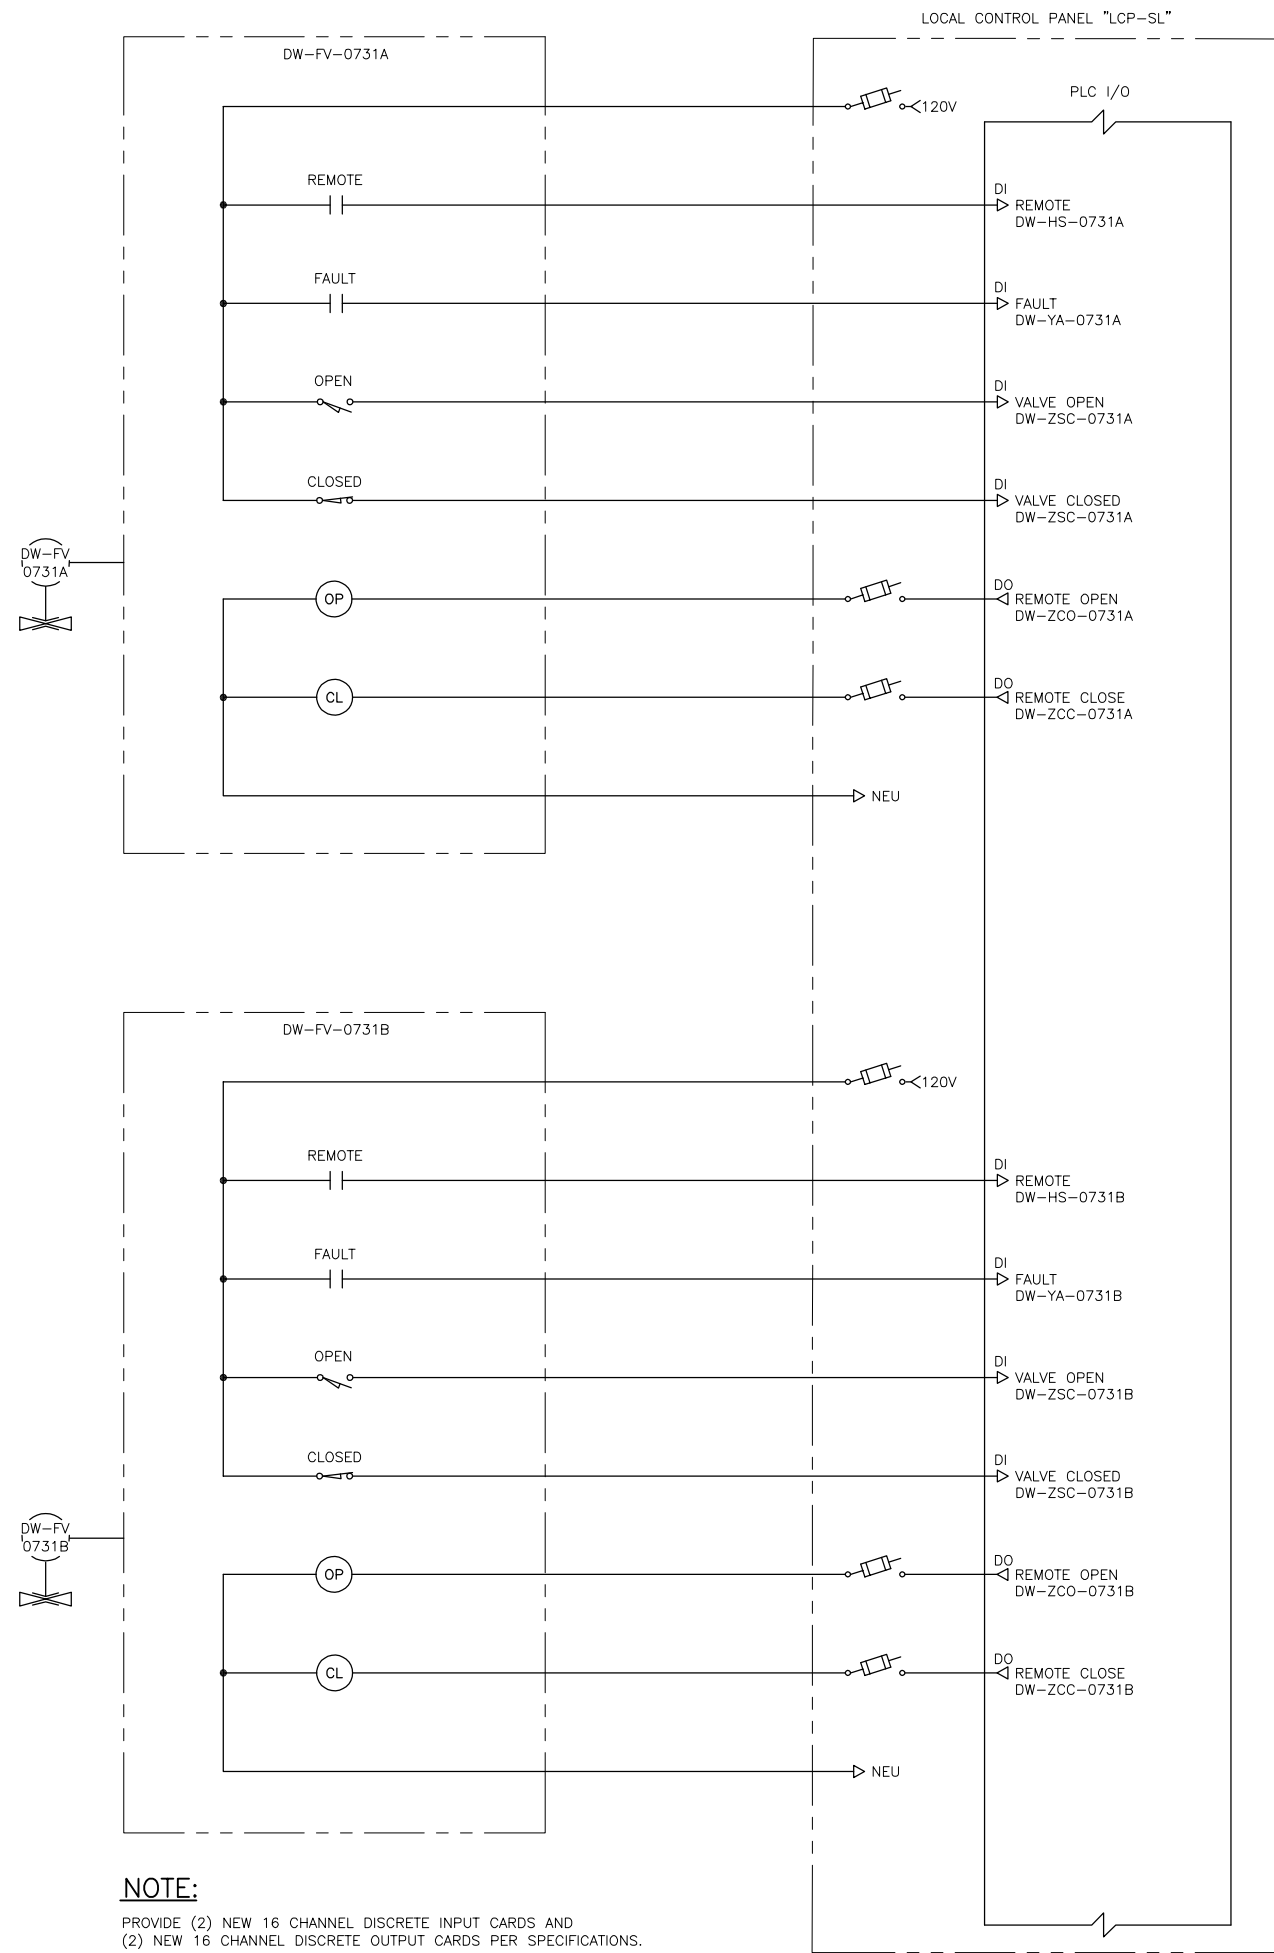 LOCAL CONTROL PANEL "LCP-SL"
DW-FV-0731A
PLC I/O
120V
REMOTE
DI
REMOTE
DW-HS-0731A
FAULT
DI
FAULT
DW-YA-0731A
OPEN
DI
VALVE OPEN
DW-ZSC-0731A
CLOSED
DI
VALVE CLOSED
DW-ZSC-0731A
DW-FV
0731A
OP
DO
REMOTE OPEN
DW-ZCO-0731A
CL
DO
REMOTE CLOSE
DW-ZCC-0731A
NEU
DW-FV-0731B
120V
REMOTE
DI
REMOTE
DW-HS-0731B
FAULT
DI
FAULT
DW-YA-0731B
OPEN
DI
VALVE OPEN
DW-ZSC-0731B
CLOSED
DI
VALVE CLOSED
DW-ZSC-0731B
DW-FV
0731B
OP
DO
REMOTE OPEN
DW-ZCO-0731B
CL
DO
REMOTE CLOSE
DW-ZCC-0731B
NEU
NOTE:
PROVIDE (2) NEW 16 CHANNEL DISCRETE INPUT CARDS AND
(2) NEW 16 CHANNEL DISCRETE OUTPUT CARDS PER SPECIFICATIONS.